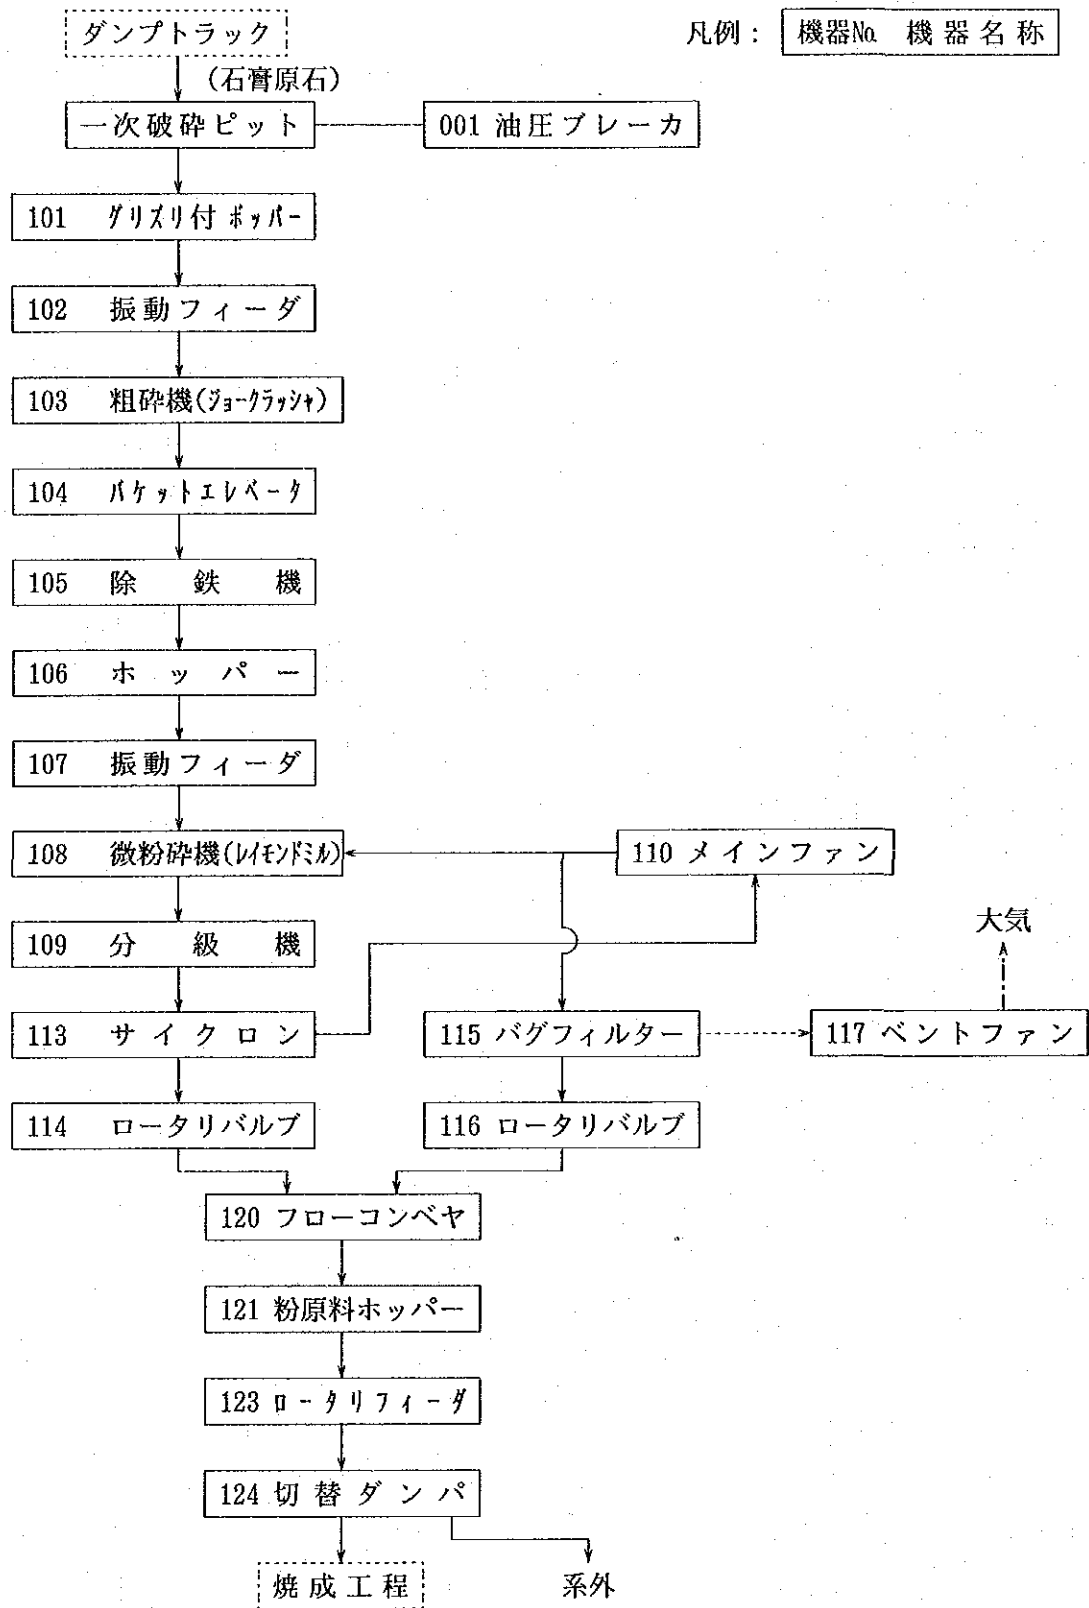 ダンプトラック
凡例： 機器No. 機器名称
(石膏原石)
一次破砕ピット
001 油圧ブレーカ
101 グリズリ付ホッパー
102 振動フィーダ
103 粗砕機(ジョークラッシャ)
104 バケットエレベータ
105 除鉄機
106 ホッパー
107 振動フィーダ
108 微粉砕機(レイモンドミル)
110 メインファン
109 分級機
大気
113 サイクロン
115 バグフィルター
117 ベントファン
114 ロータリバルブ
116 ロータリバルブ
120 フローコンベヤ
121 粉原料ホッパー
123 ロータリフィーダ
124 切替ダンパ
焼成工程
系外